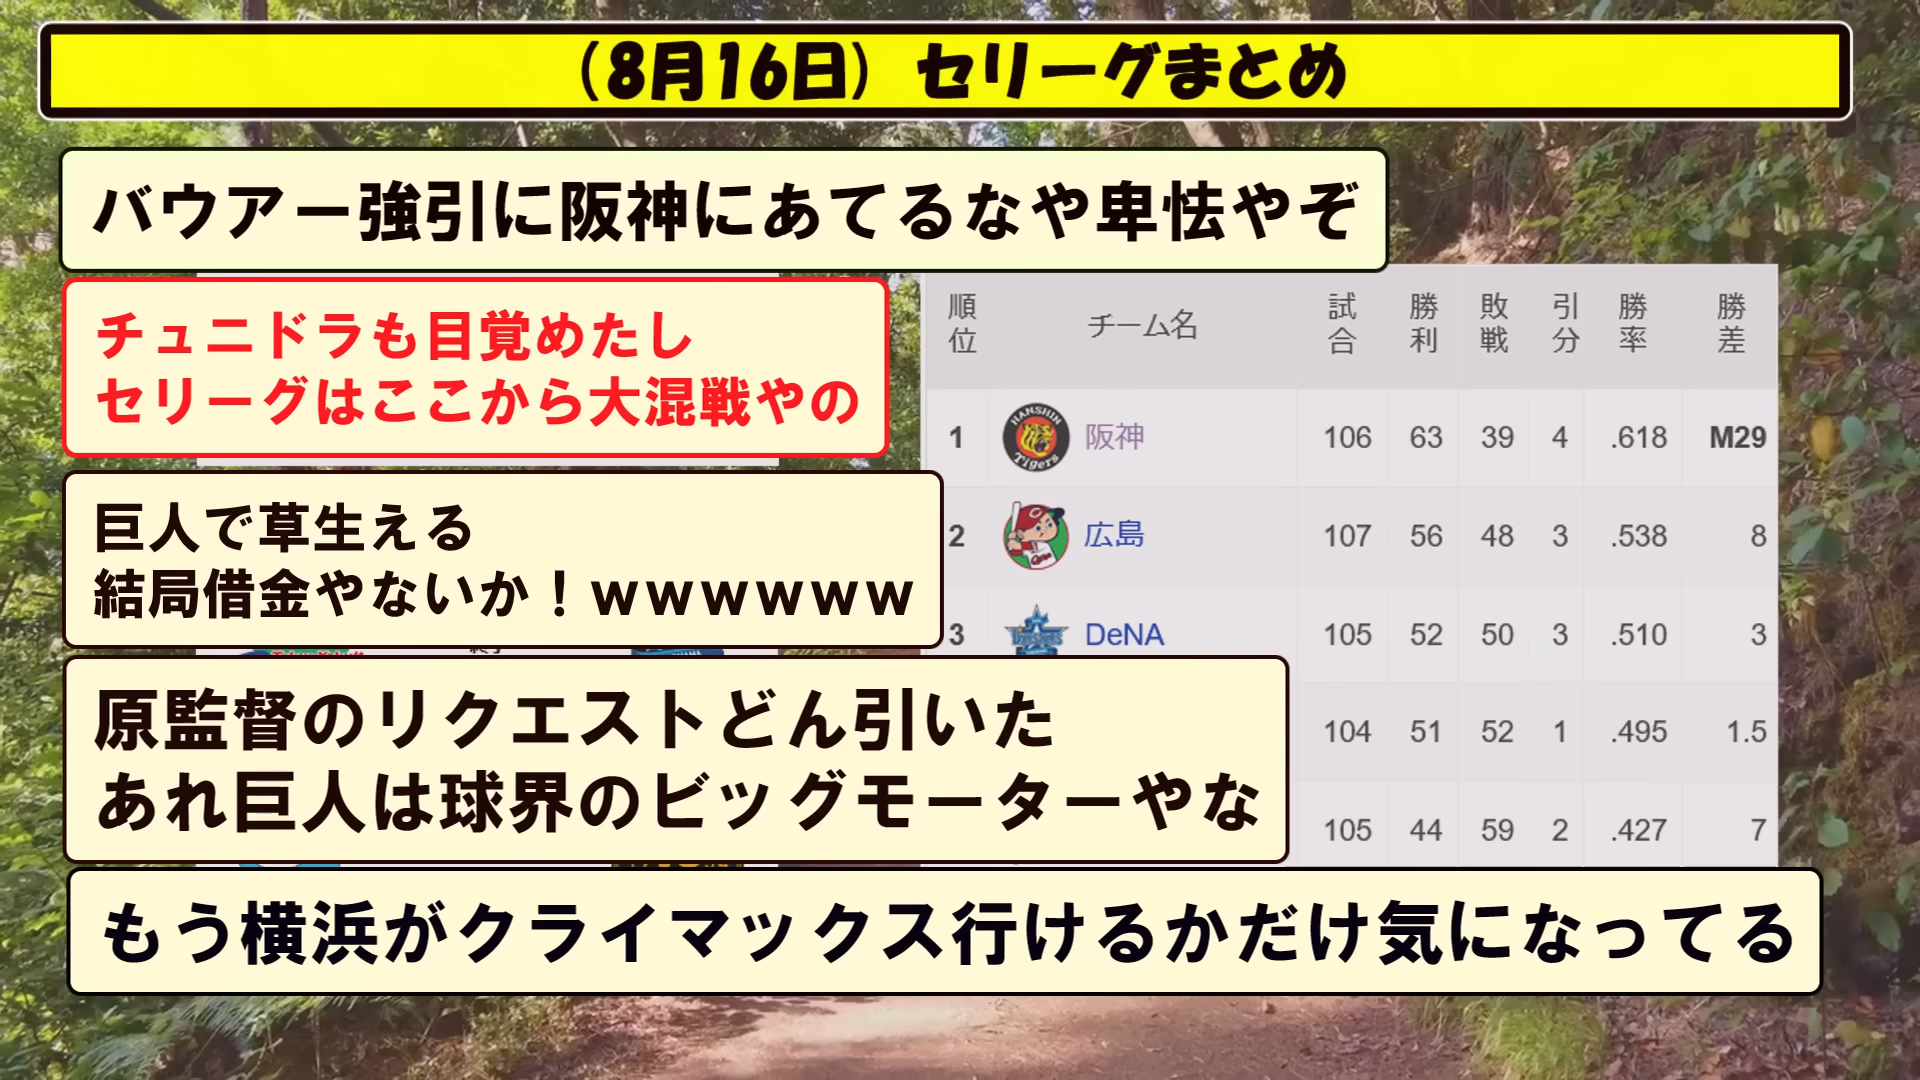 （8月16日）セリーグまとめ
バウアー強引に阪神にあてるなや卑怯やぞ
チュニドラも目覚めたし
セリーグはここから大混戦やの
巨人で草生える
結局借金やないか！ｗｗｗｗｗｗ
原監督のリクエストどん引いた
あれ巨人は球界のビッグモーターやな
もう横浜がクライマックス行けるかだけ気になってる
順位 チーム名 試合 勝利 敗戦 引分 勝率 勝差
1 HANSHIN Tigers 阪神 106 63 39 4 .618 M29
2 広島 107 56 48 3 .538 8
3 DeNA 105 52 50 3 .510 3
104 51 52 1 .495 1.5
105 44 59 2 .427 7